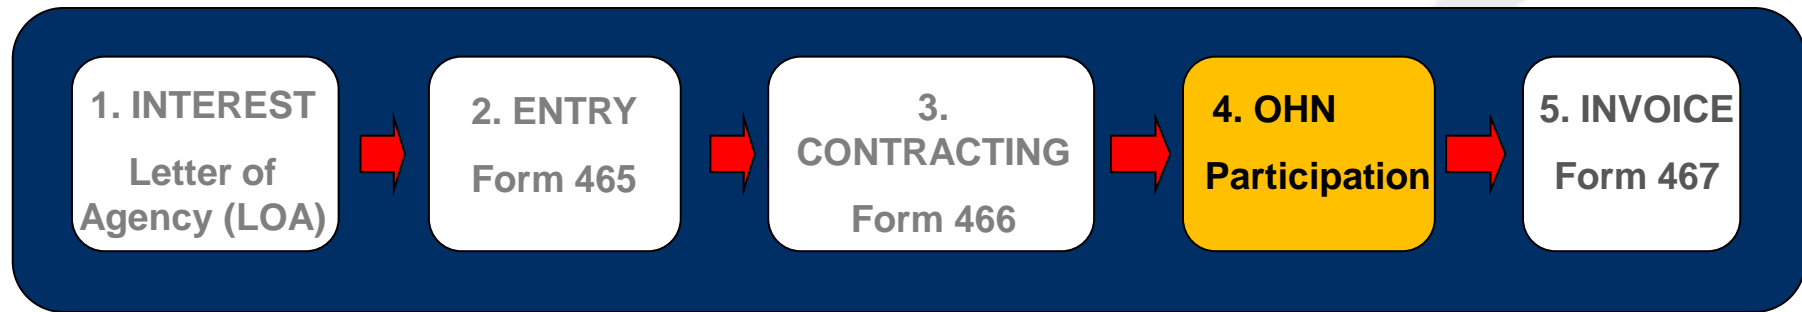 1. INTEREST
Letter of
Agency (LOA)
2. ENTRY
Form 465
3.
CONTRACTING
Form 466
4. OHN
Participation
5. INVOICE
Form 467